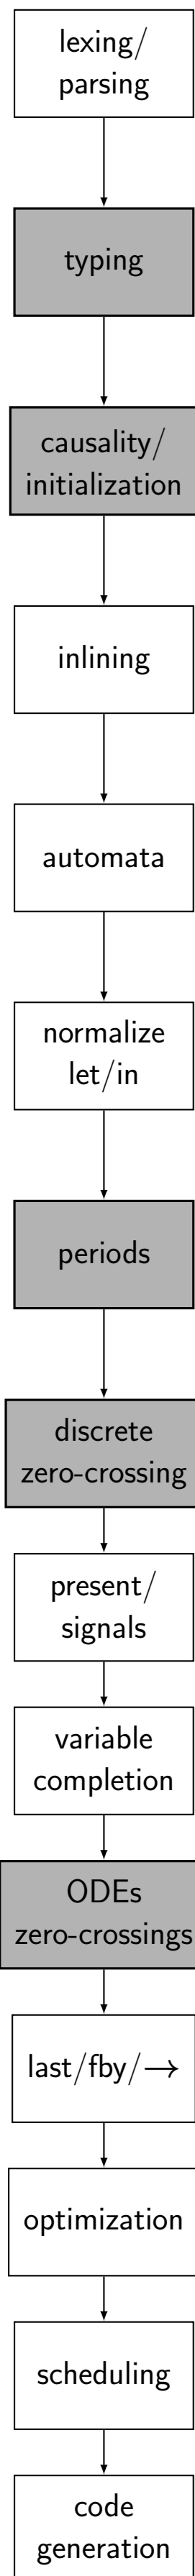 lexing/
parsing
typing
causality/
initialization
inlining
automata
normalize
let/in
periods
discrete
zero-crossing
present/
signals
variable
completion
ODEs
zero-crossings
last/fby/→
optimization
scheduling
code
generation